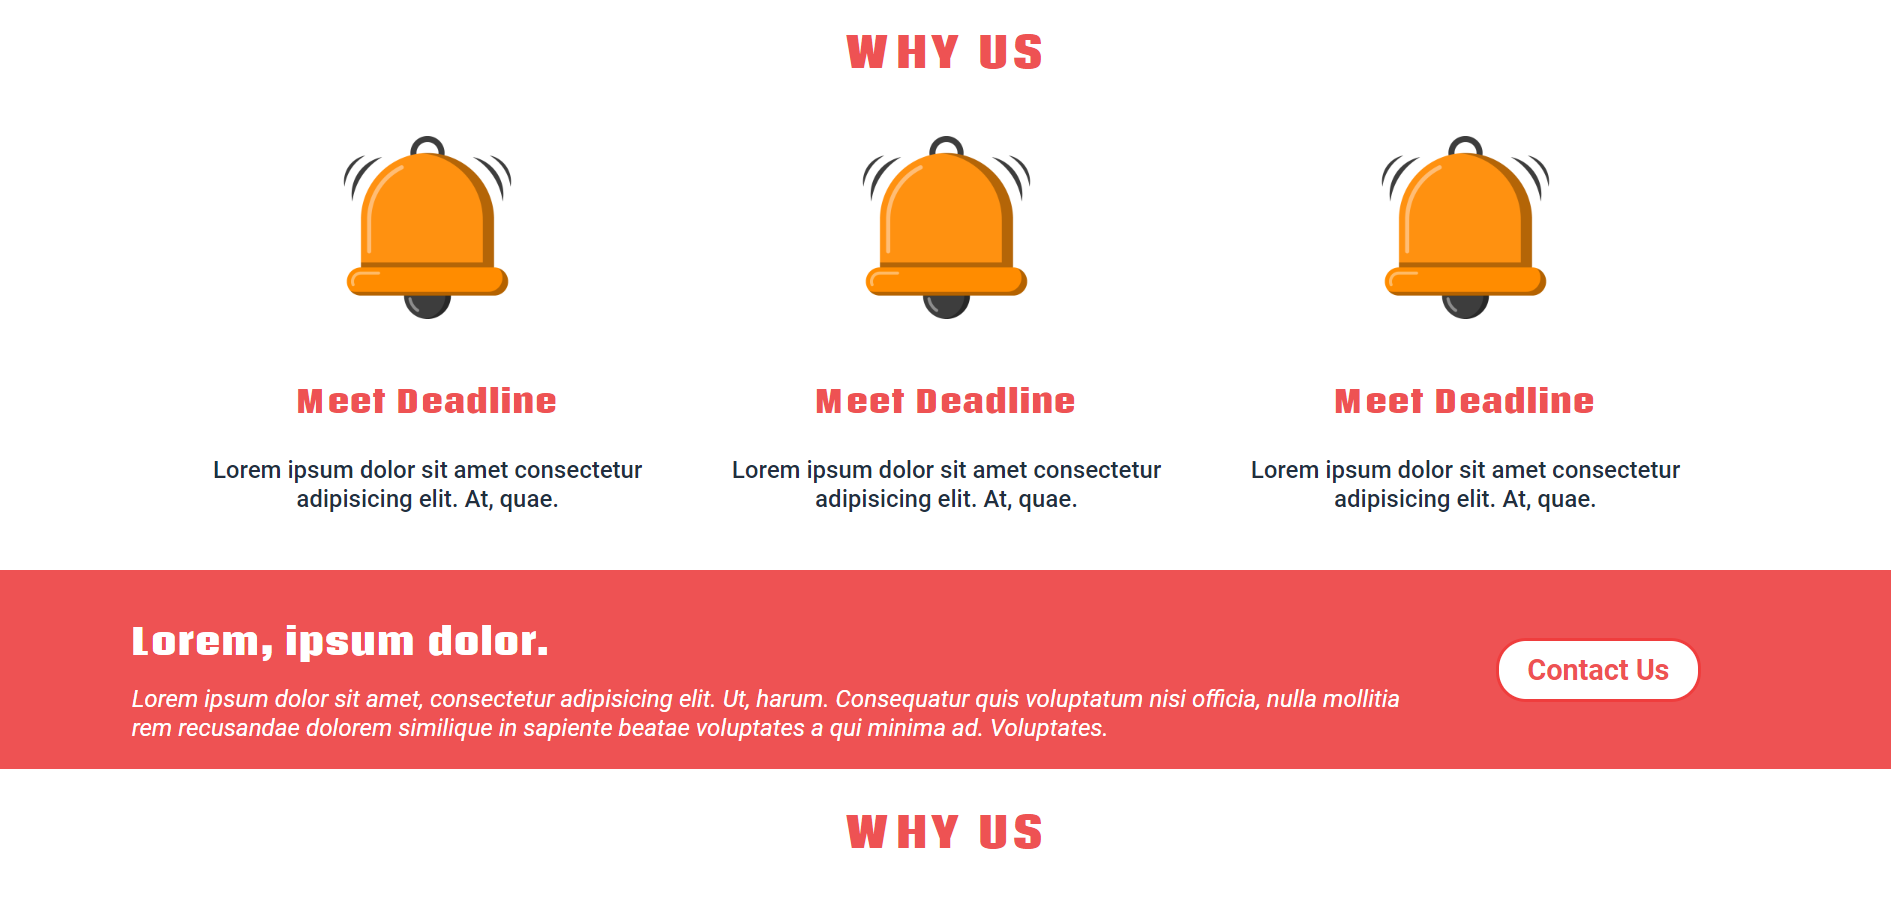 WHY US
Meet Deadline
Lorem ipsum dolor sit amet consectetur
adipisicing elit. At, quae.
Meet Deadline
Lorem ipsum dolor sit amet consectetur
adipisicing elit. At, quae.
Meet Deadline
Lorem ipsum dolor sit amet consectetur
adipisicing elit. At, quae.
Lorem, ipsum dolor.
Lorem ipsum dolor sit amet, consectetur adipisicing elit. Ut, harum. Consequatur quis voluptatum nisi officia, nulla mollitia
rem recusandae dolorem similique in sapiente beatae voluptates a qui minima ad. Voluptates.
Contact Us
WHY US